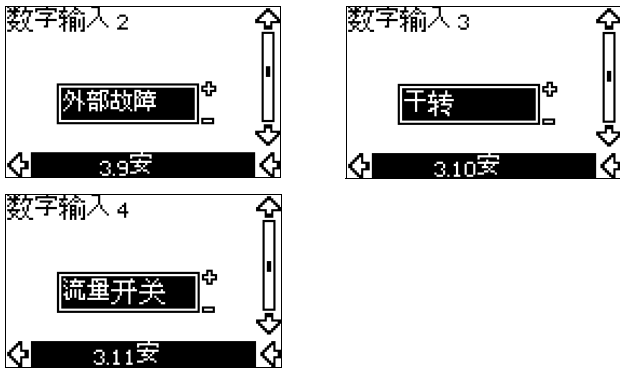 数字输入 2
外部故障
3.9安
数字输入 3
干转
3.10安
数字输入 4
流量开关
3.11安